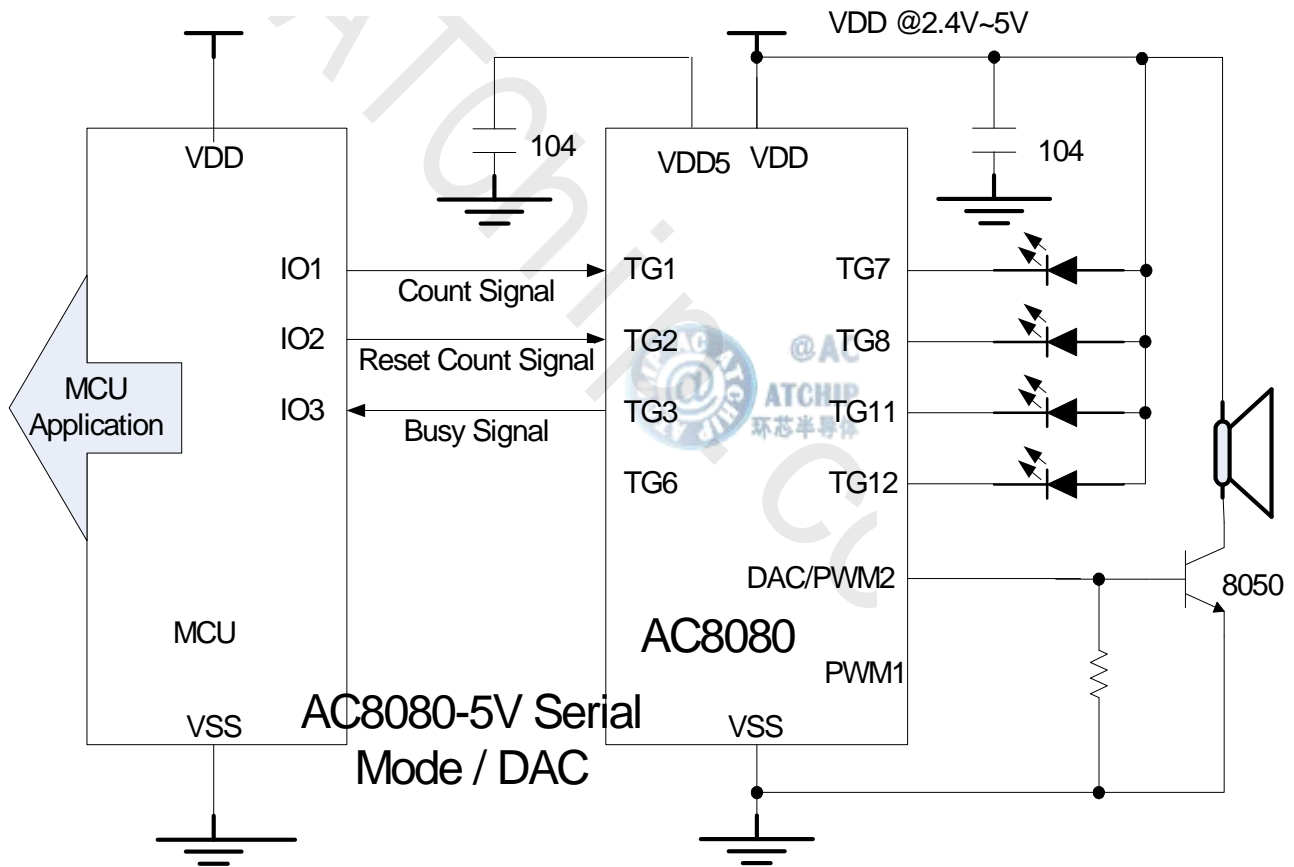 VDD @2.4V~5V
VDD
104
VDD5
VDD
104
IO1
Count Signal
TG1
TG7
IO2
Reset Count Signal
TG2
TG8
@AC
ATCHIP
环芯半导体
MCU
Application
IO3
Busy Signal
TG3
TG11
TG6
TG12
DAC/PWM2
8050
MCU
AC8080
PWM1
AC8080-5V Serial
Mode / DAC
VSS
VSS
ATChip.co